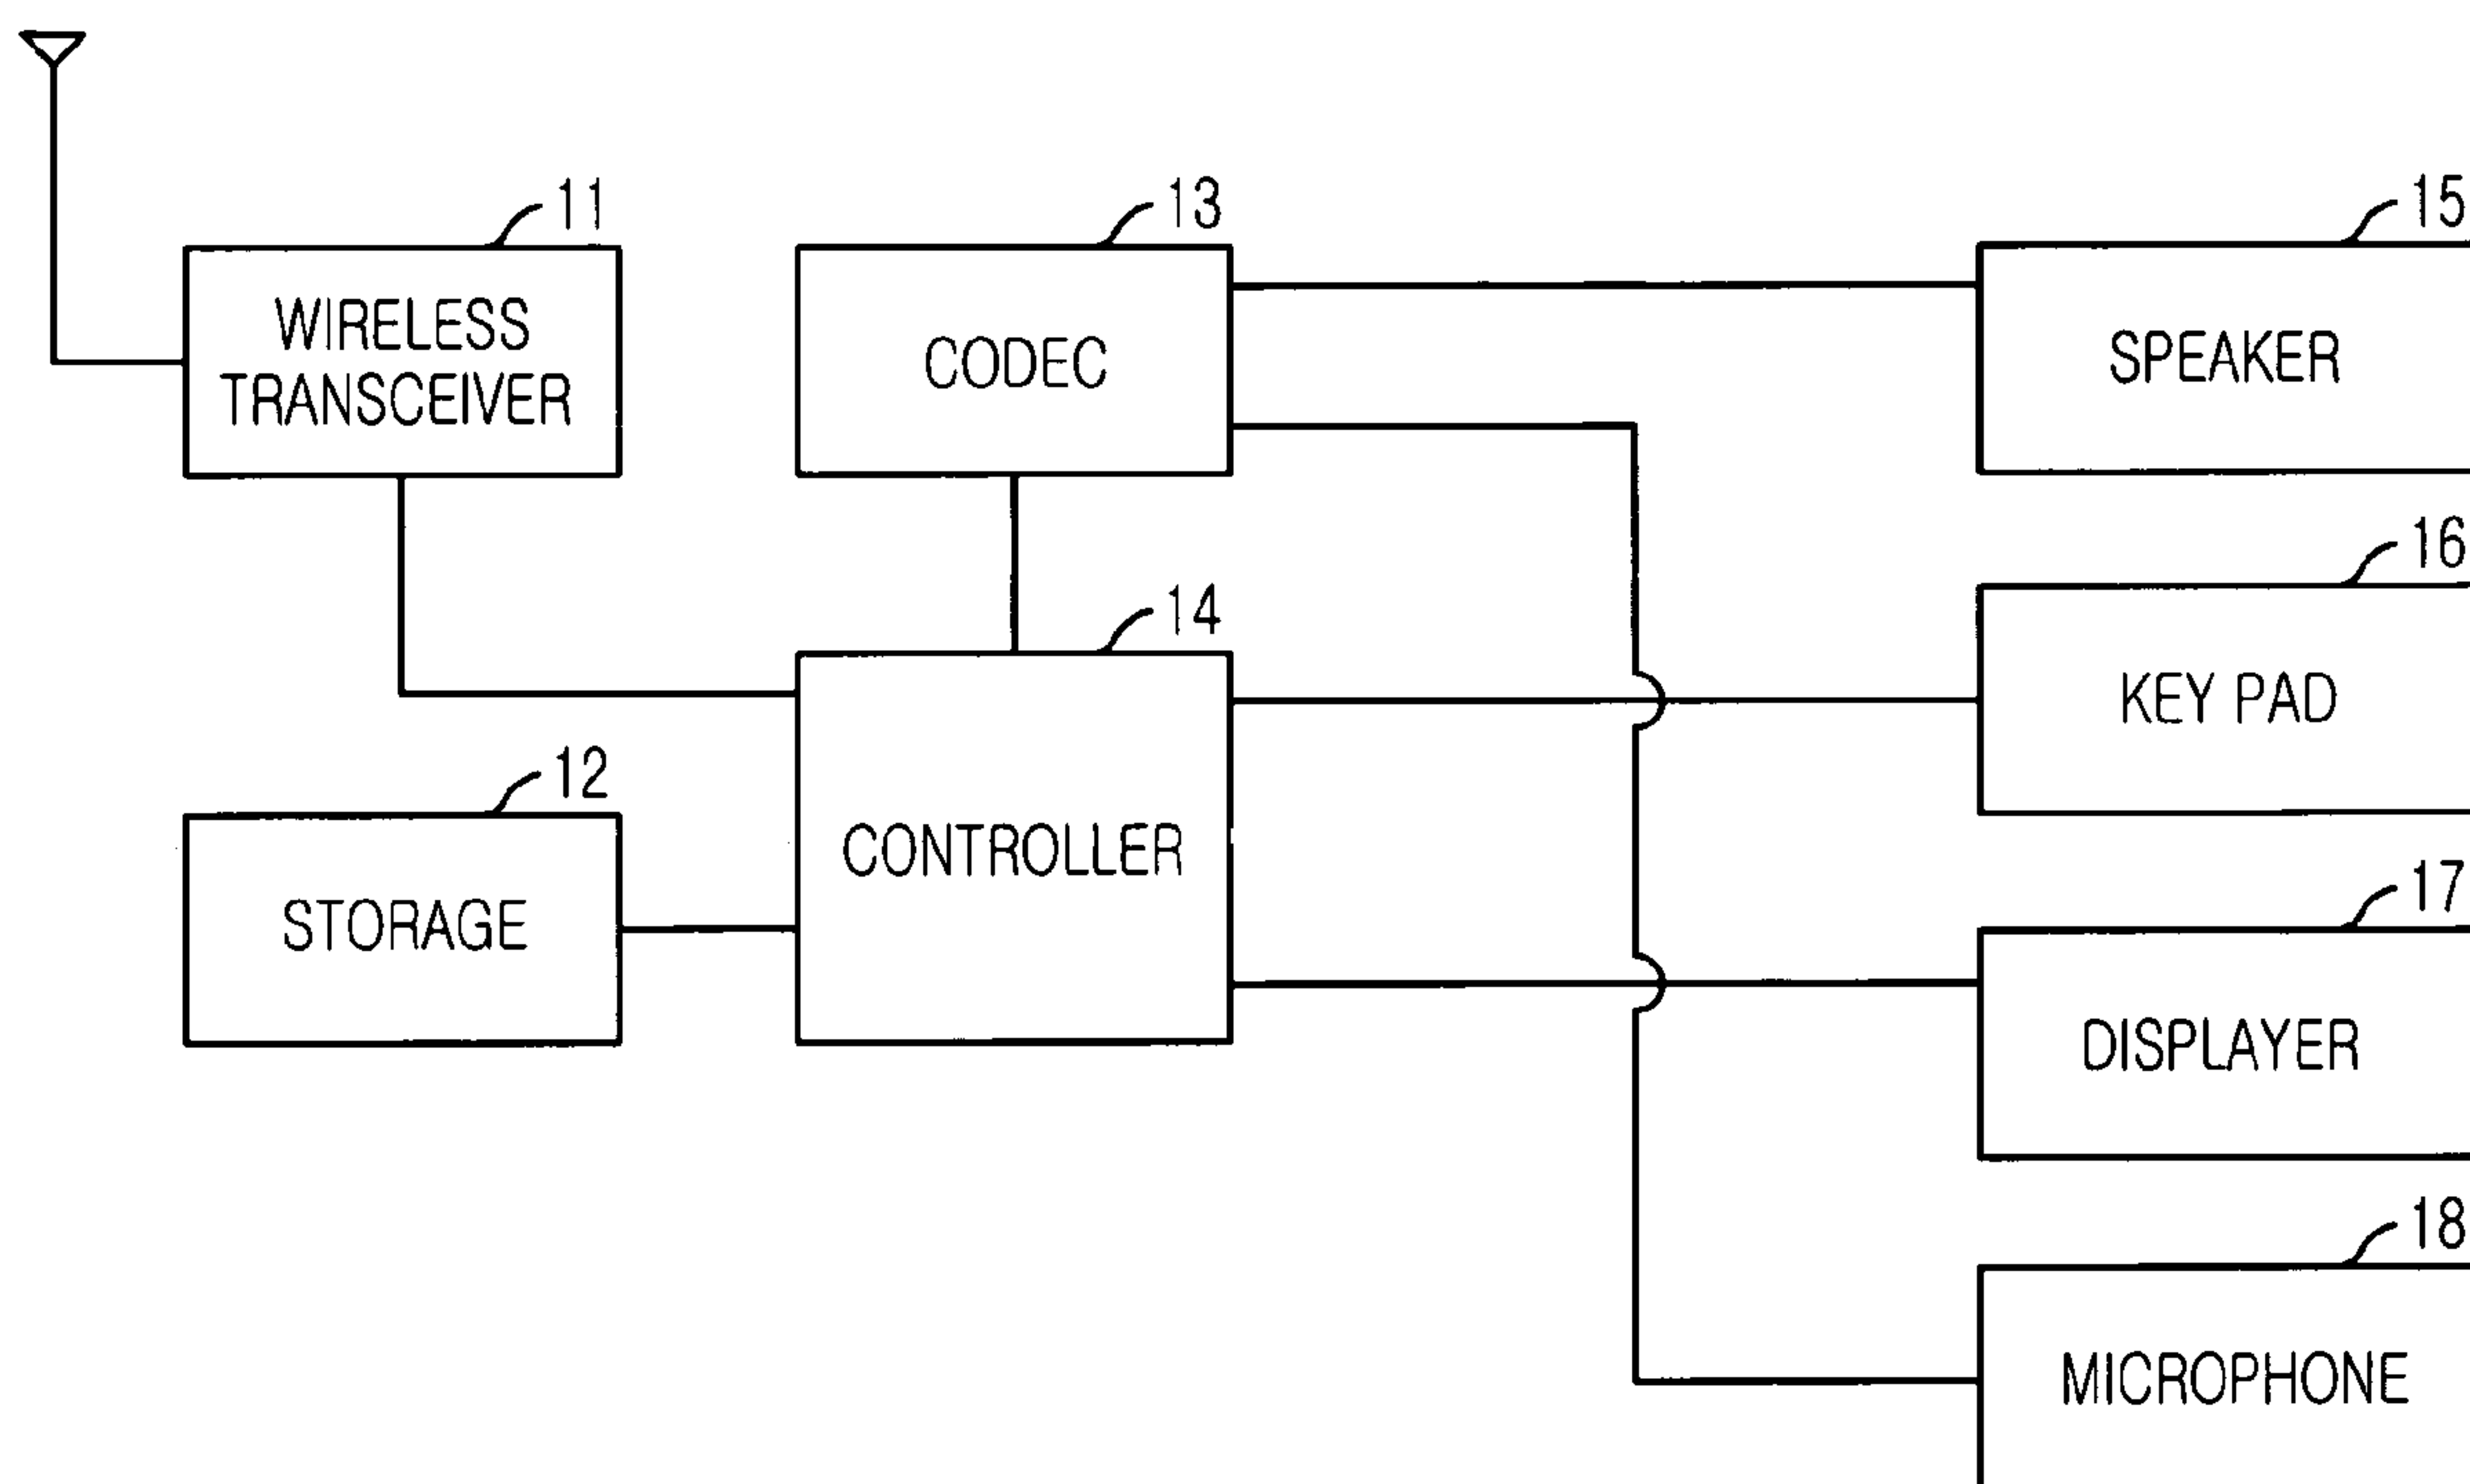 11
WIRELESS
TRANSCEIVER
13
CODEC
15
SPEAKER
16
KEY PAD
14
CONTROLLER
12
STORAGE
17
DISPLAYER
18
MICROPHONE